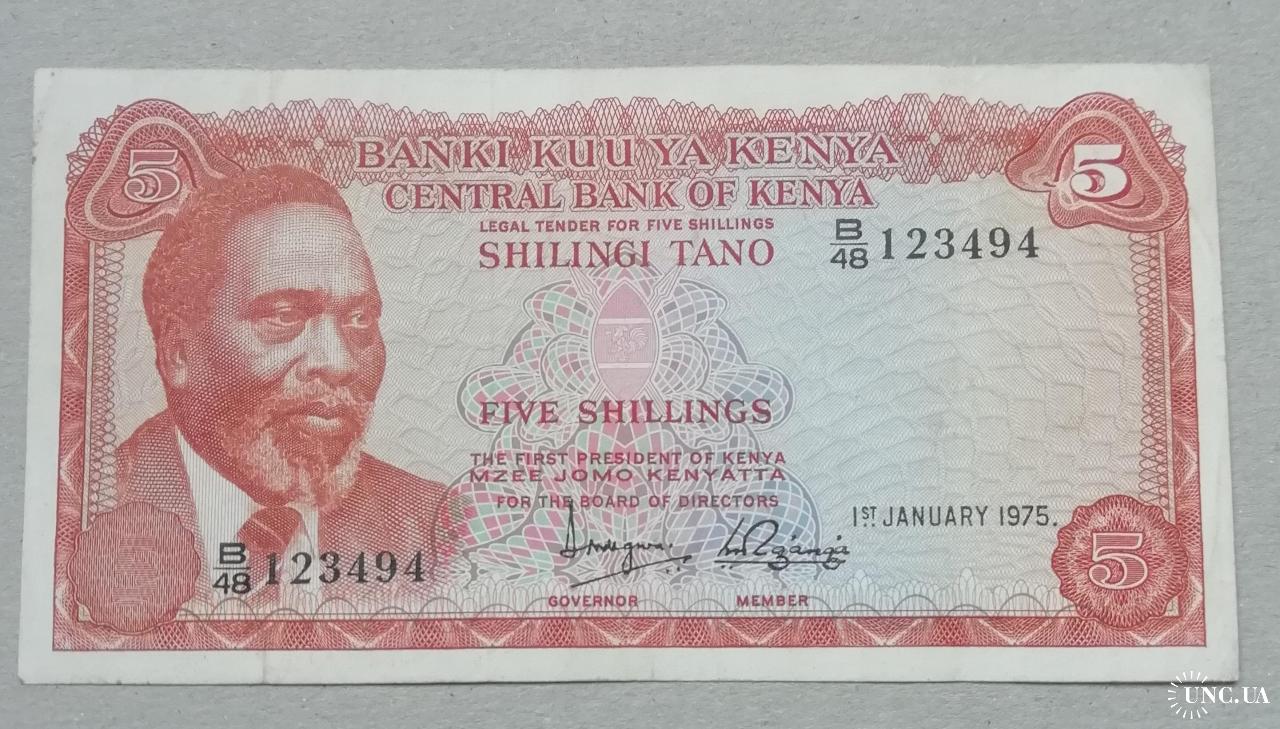 5
5
BANKI KUU YA KENYA
CENTRAL BANK OF KENYA
LEGAL TENDER FOR FIVE SHILLINGS
SHILINGI TANO
B/48 123494
FIVE SHILLINGS
THE FIRST PRESIDENT OF KENYA
MZEE JOMO KENYATTA
FOR THE BOARD OF DIRECTORS
1ST JANUARY 1975.
B/48 123494
5
GOVERNOR MEMBER
UNC.UA